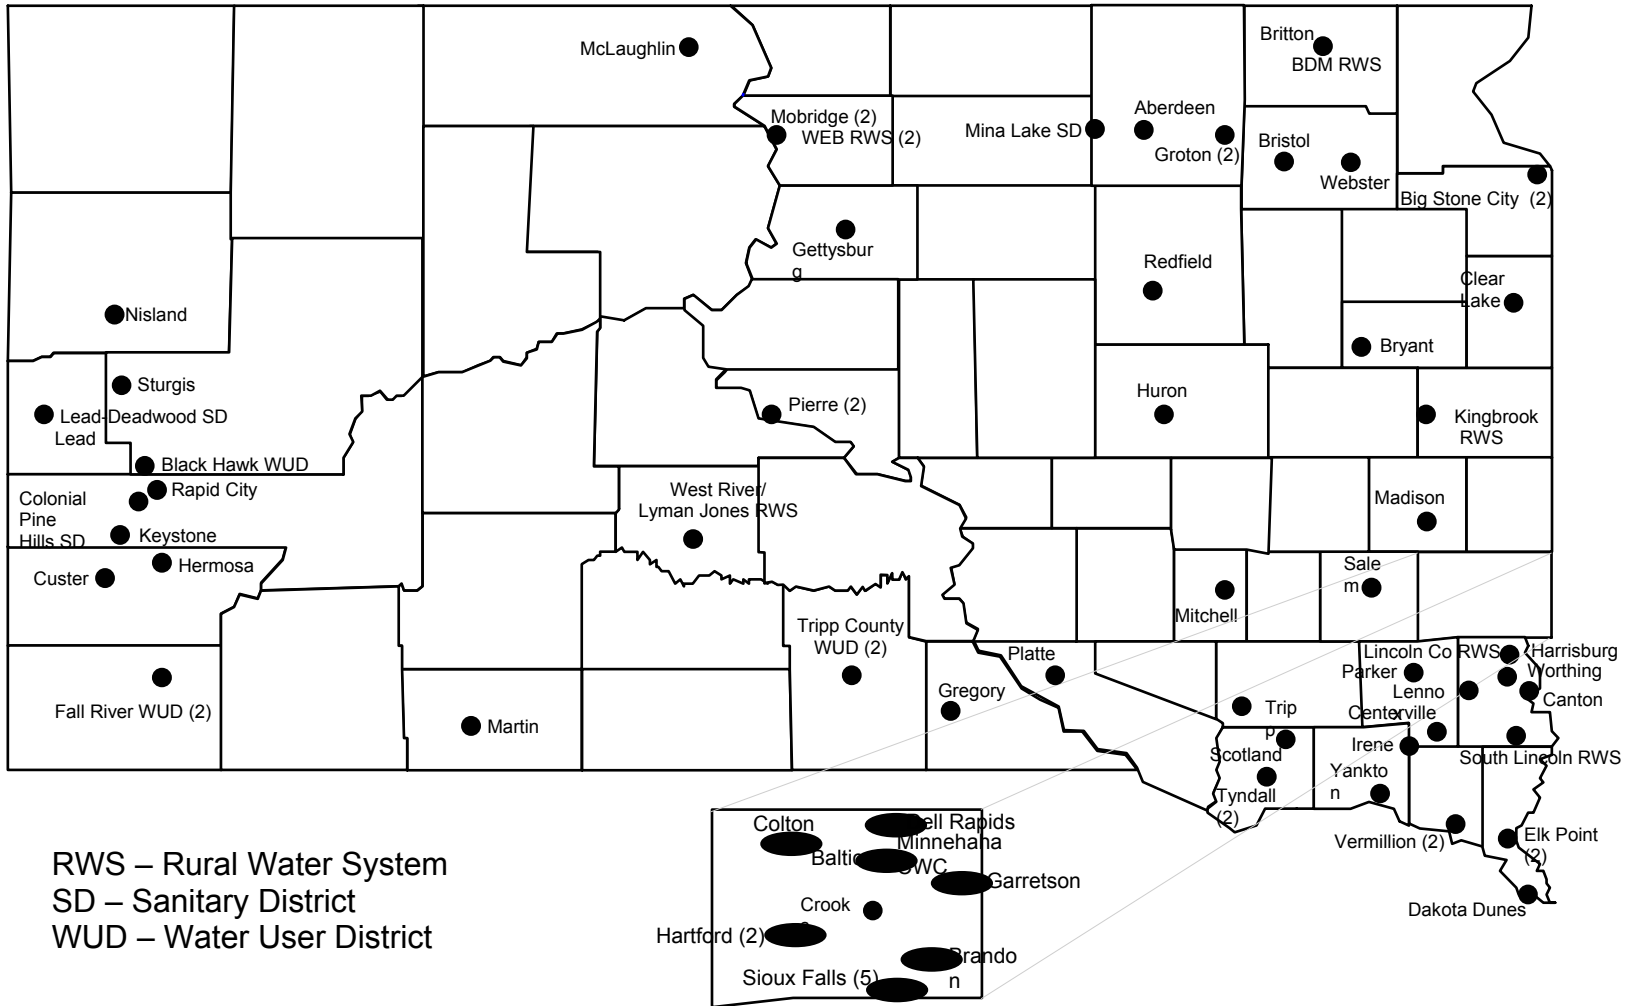 McLaughlin
Britton
BDM RWS
Mobridge (2)
WEB RWS (2)
Mina Lake SD
Aberdeen
Groton (2)
Bristol
Webster
Big Stone City (2)
Gettysbur
g
Redfield
Clear
Lake
Nisland
Bryant
Sturgis
Lead-Deadwood SD
Lead
Pierre (2)
Huron
Kingbrook
RWS
Black Hawk WUD
Rapid City
Colonial
Pine
Hills SD
Keystone
West River/
Lyman Jones RWS
Madison
Custer
Hermosa
Mitchell
Sale
m
Tripp County
WUD (2)
Platte
Gregory
Lincoln Co RWS
Harrisburg
Parker
Worthing
Lenno
x
Canton
Centerville
Trip
p
Fall River WUD (2)
Martin
Scotland
Irene
South Lincoln RWS
Tyndall
(2)
Yankto
n
Vermillion (2)
Elk Point
(2)
Dakota Dunes
Colton
Dell Rapids
Minnehana
CWC
Baltic
Garretson
Crook
s
Hartford (2)
Brando
n
Sioux Falls (5)
RWS – Rural Water System
SD – Sanitary District
WUD – Water User District